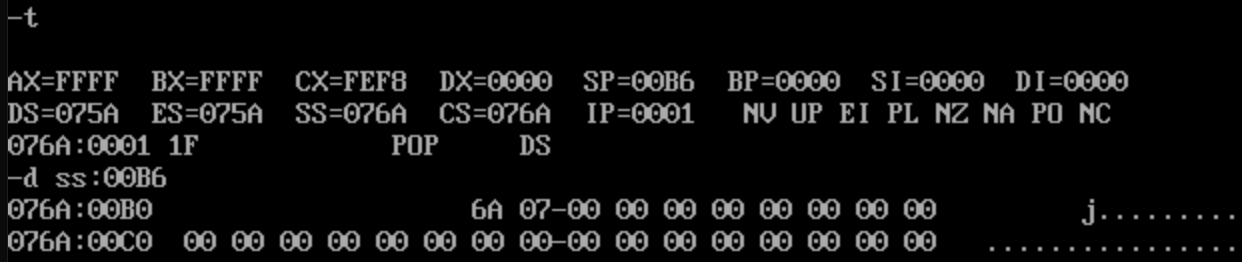 -t
AX=FFFF  BX=FFFF  CX=FEF8  DX=0000  SP=00B6  BP=0000  SI=0000  DI=0000
DS=075A  ES=075A  SS=076A  CS=076A  IP=0001   NV UP EI PL NZ NA PO NC
076A:0001 1F            POP     DS
-d ss:00B6
076A:00B0                    6A 07-00 00 00 00 00 00 00 00         j.........
076A:00C0  00 00 00 00 00 00 00 00-00 00 00 00 00 00 00 00   ................